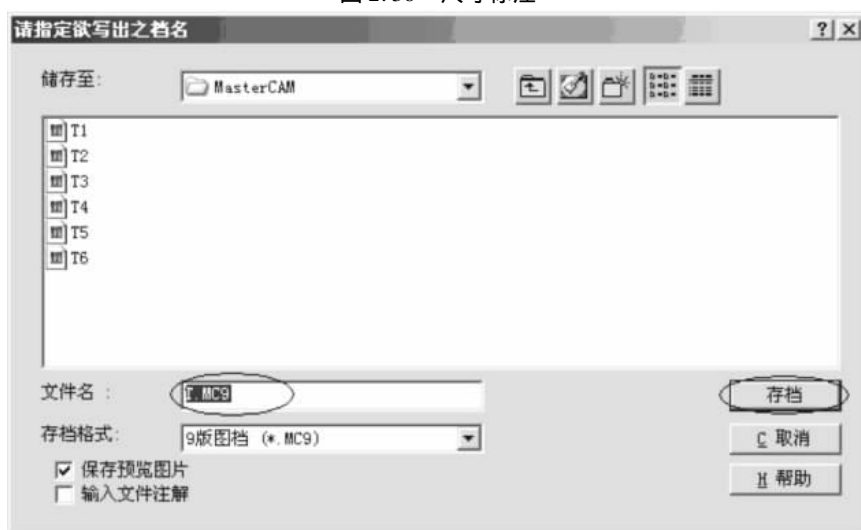 请指定欲写出之档名
储存至:
MasterCAM
T1
T2
T3
T4
T5
T6
文件名 :
T.MC9
存档
存档格式:
9版图档 (*.MC9)
C 取消
保存预览图片
H 帮助
输入文件注解